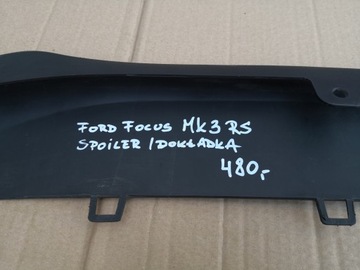 FORD FOCUS MK3 RS
SPOILER / DOKŁADKA
480,-